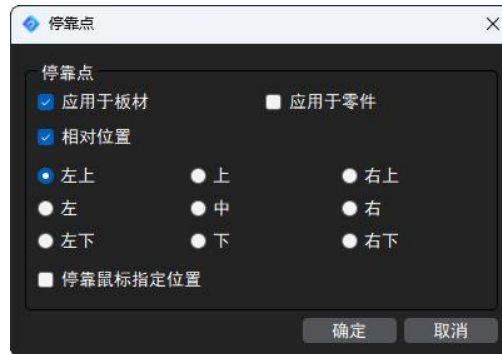 停靠点
停靠点
应用于板材 应用于零件
相对位置
左上 上 右上
左 中 右
左下 下 右下
停靠鼠标指定位置
确定 取消